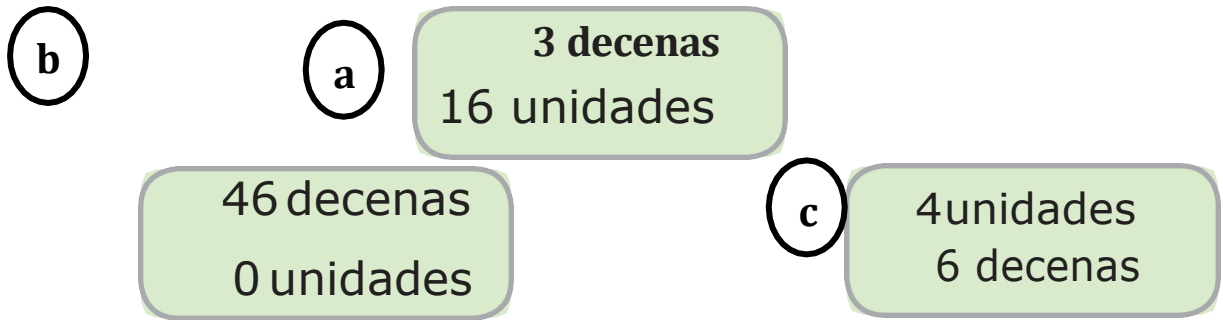 b
a
3 decenas
16 unidades
46 decenas
0 unidades
c
4unidades
6 decenas